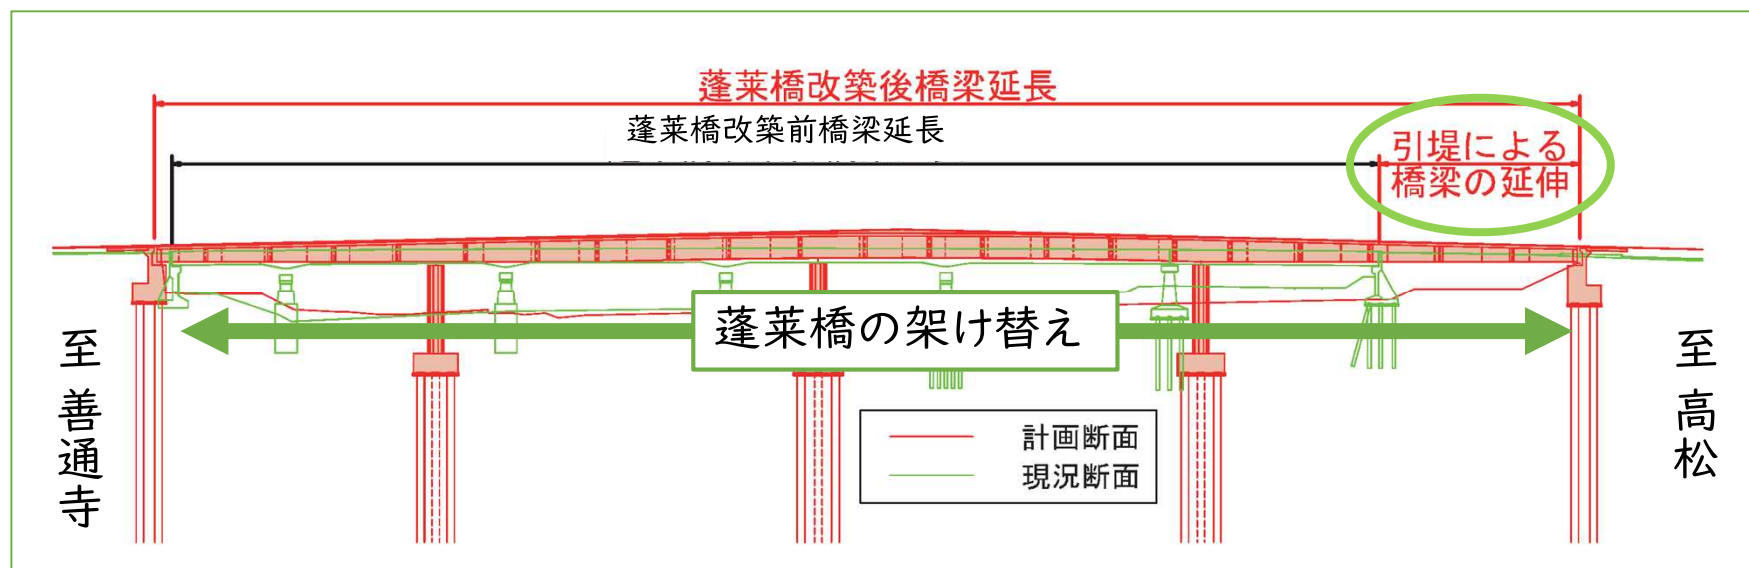 蓬莱橋改築後橋梁延長
蓬莱橋改築前橋梁延長
引堤による
橋梁の延伸
蓬莱橋の架け替え
至 善通寺
至 高松
計画断面
現況断面